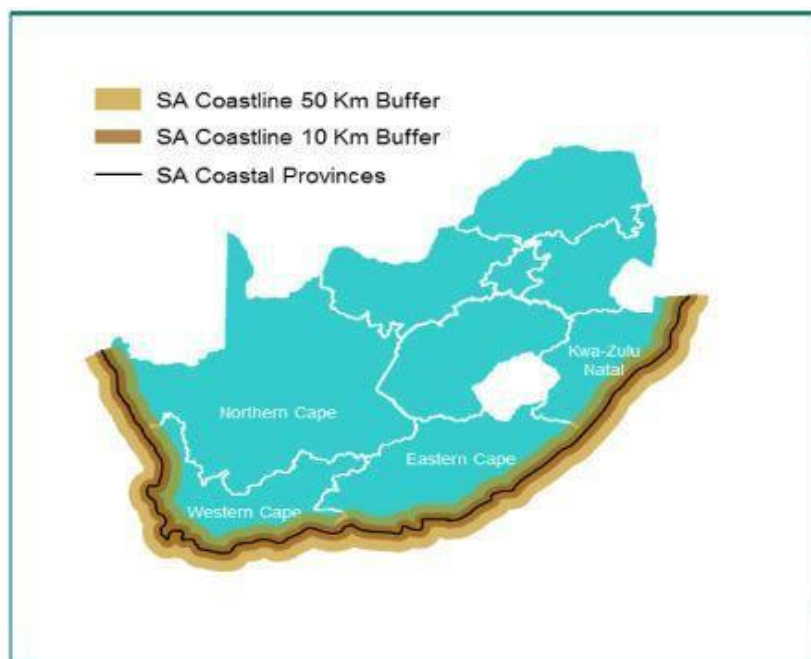 SA Coastline 50 Km Buffer
SA Coastline 10 Km Buffer
SA Coastal Provinces
Kwa-Zulu
Natal
Northern Cape
Eastern Cape
Western Cape